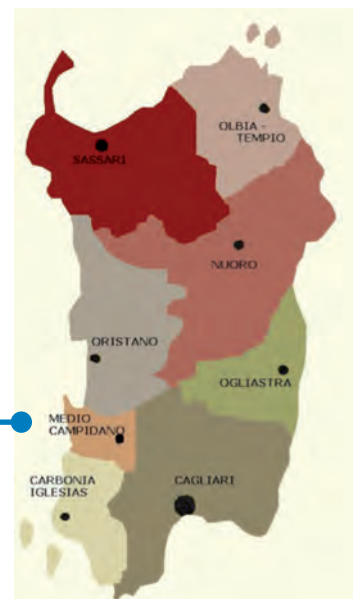 OLBIA -
TEMPIO
SASSARI
NUORO
ORISTANO
OGLIASTRA
MEDIO
CAMPIDANO
CARBONIA
IGLESIAS
CAGLIARI